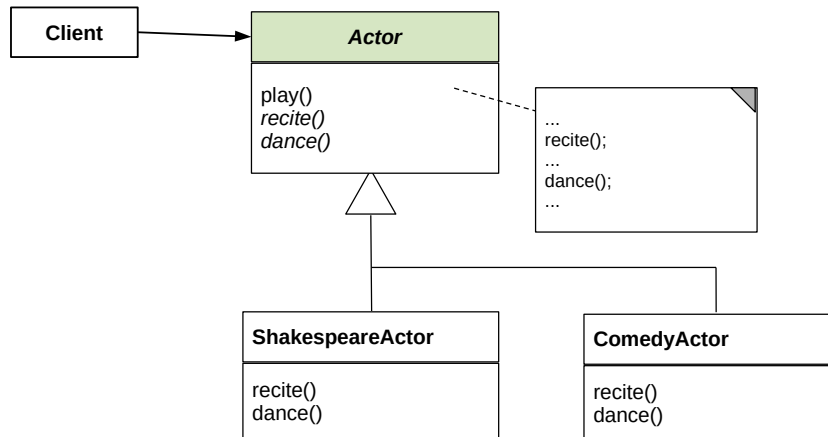 Client
Actor
play()
recite()
dance()
...
recite();
...
dance();
...
ShakespeareActor
recite()
dance()
ComedyActor
recite()
dance()